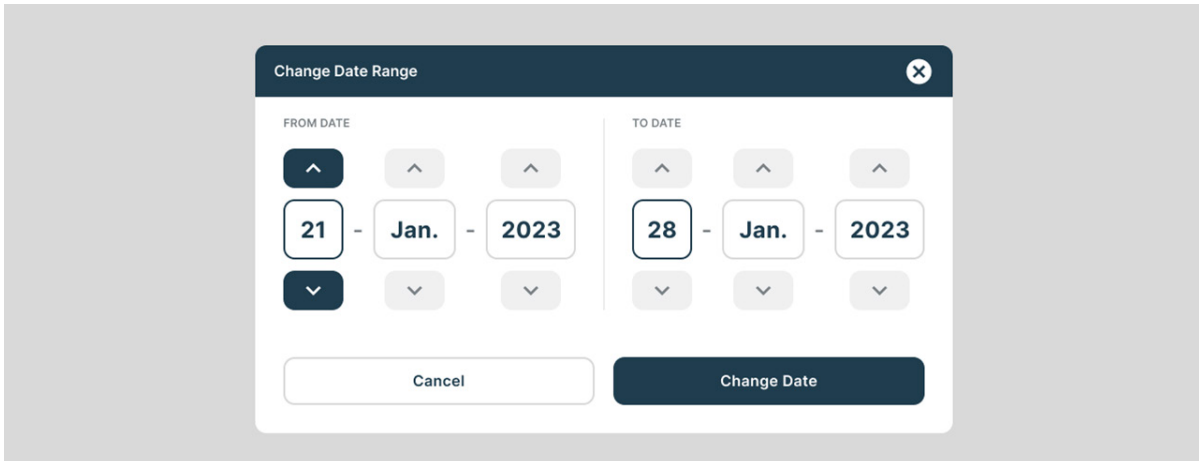 Change Date Range
FROM DATE
21 - Jan. - 2023
TO DATE
28 - Jan. - 2023
Cancel
Change Date